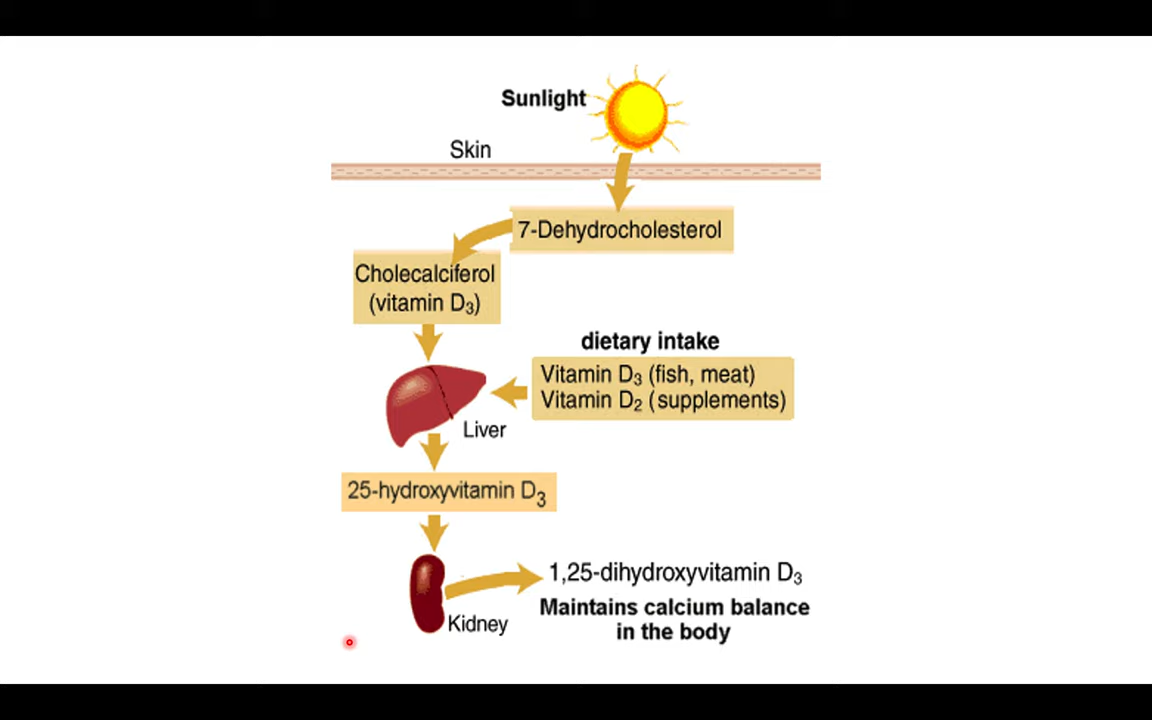 Sunlight
Skin
7-Dehydrocholesterol
Cholecalciferol
(vitamin D₃)
dietary intake
Vitamin D₃ (fish, meat)
Vitamin D₂ (supplements)
Liver
25-hydroxyvitamin D₃
1,25-dihydroxyvitamin D₃
Maintains calcium balance
in the body
Kidney